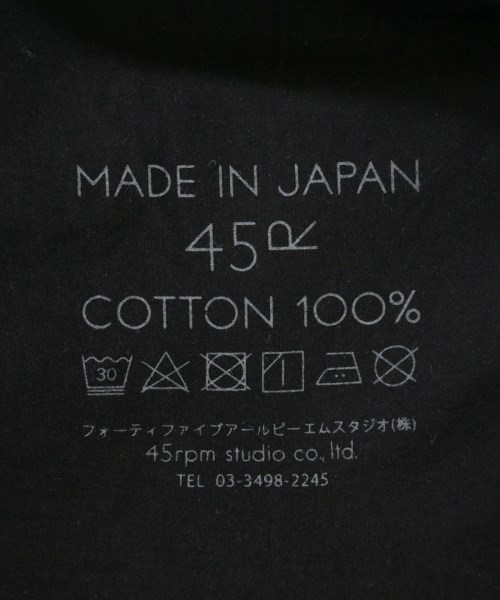 MADE IN JAPAN
45R
COTTON 100%
30
フォーティファイブアールピーエムスタジオ(株)
45rpm studio co., ltd.
TEL 03-3498-2245